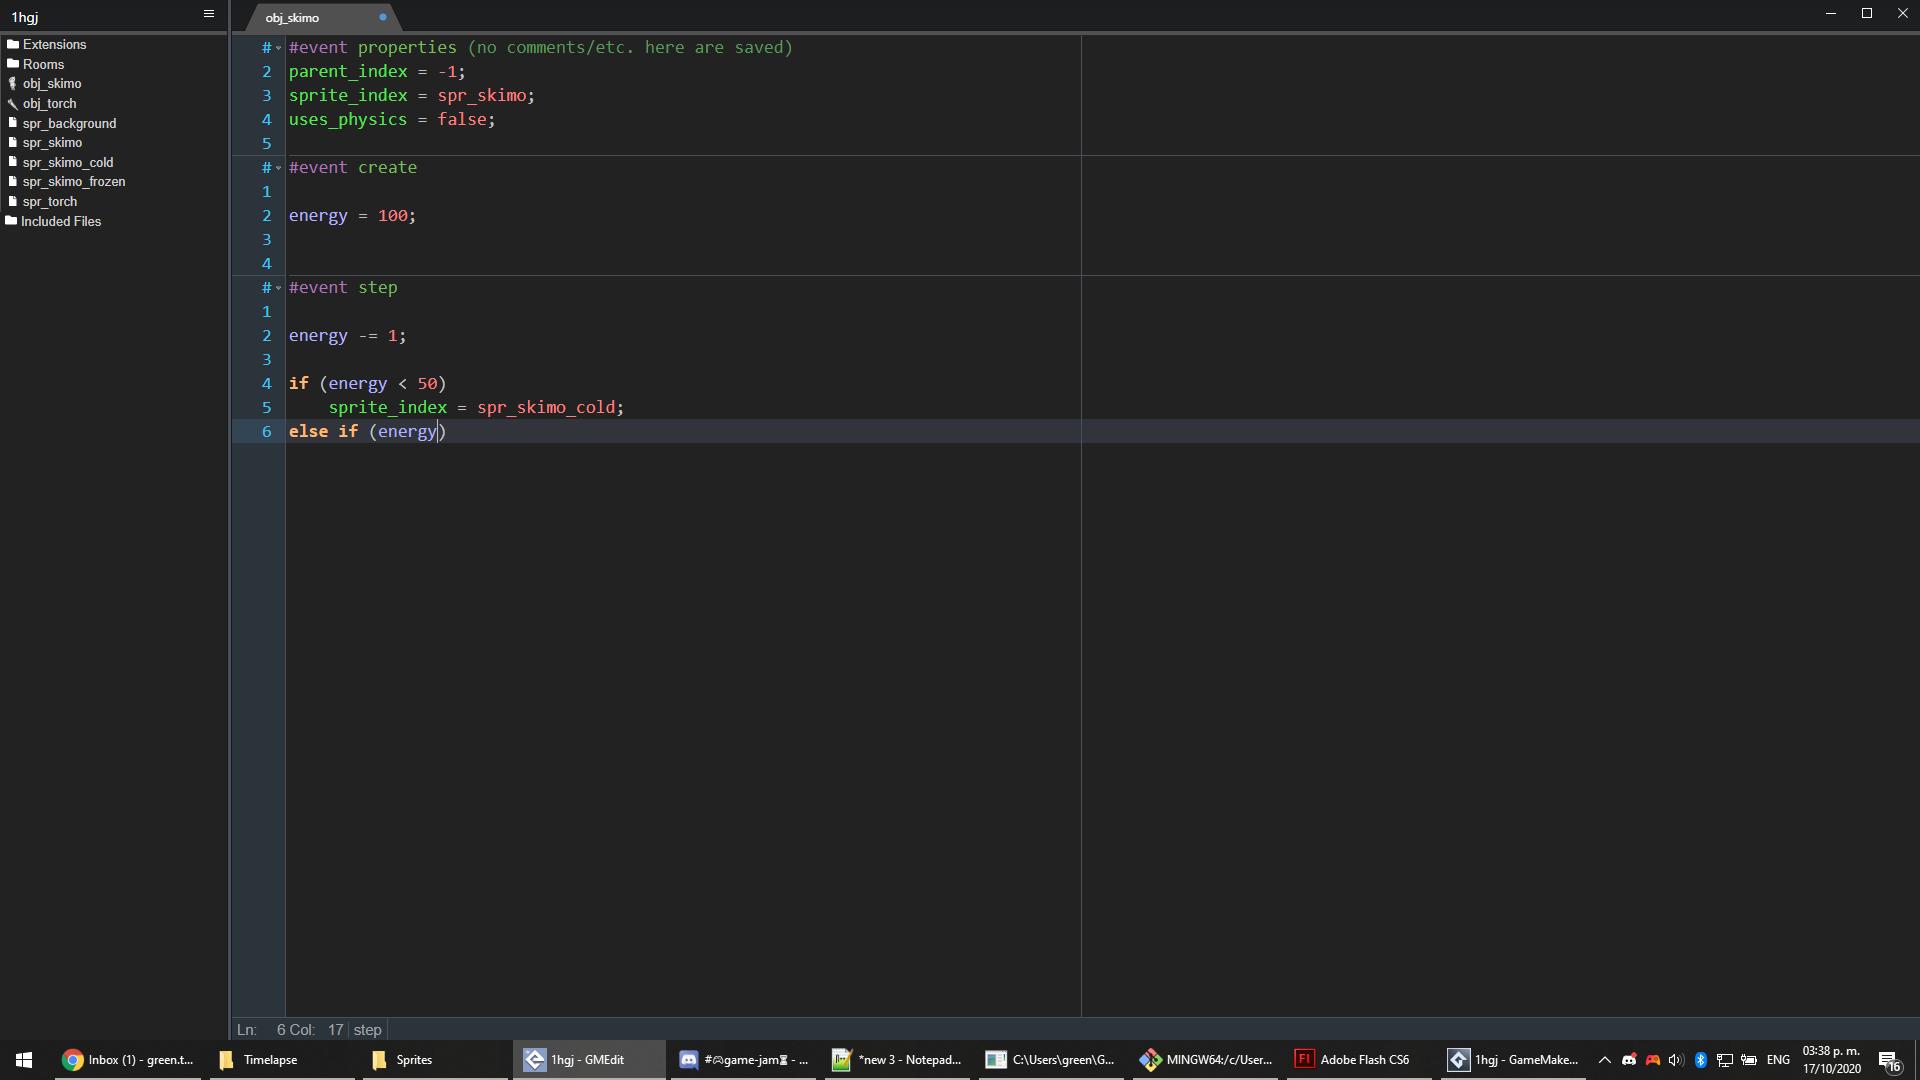 1hgj
obj_skimo
Extensions
Rooms
obj_skimo
obj_torch
spr_background
spr_skimo
spr_skimo_cold
spr_skimo_frozen
spr_torch
Included Files
# #event properties (no comments/etc. here are saved)
2 parent_index = -1;
3 sprite_index = spr_skimo;
4 uses_physics = false;
5
# #event create
1
2 energy = 100;
3
4
# #event step
1
2 energy -= 1;
3
4 if (energy < 50)
5 sprite_index = spr_skimo_cold;
6 else if (energy)
Ln: 6 Col: 17 step
Inbox (1) - green.t...
Timelapse
Sprites
1hgj - GMEdit
#🎮game-jam⏳ - ...
*new 3 - Notepad...
C:\Users\green\G...
MINGW64:/c/User...
Fl Adobe Flash CS6
1hgj - GameMake...
ENG
03:38 p. m.
17/10/2020
16